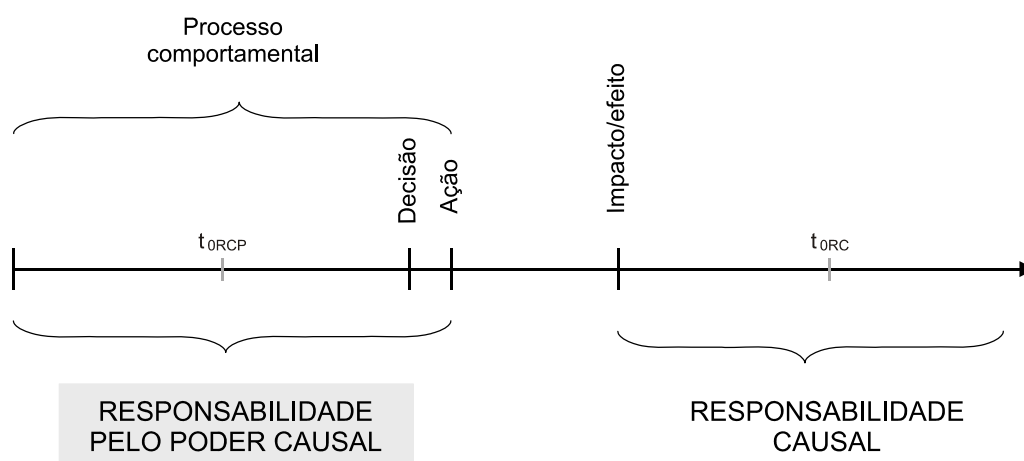 Processo
comportamental
Decisão
Ação
Impacto/efeito
t0RCP
t0RC
RESPONSABILIDADE
PELO PODER CAUSAL
RESPONSABILIDADE
CAUSAL